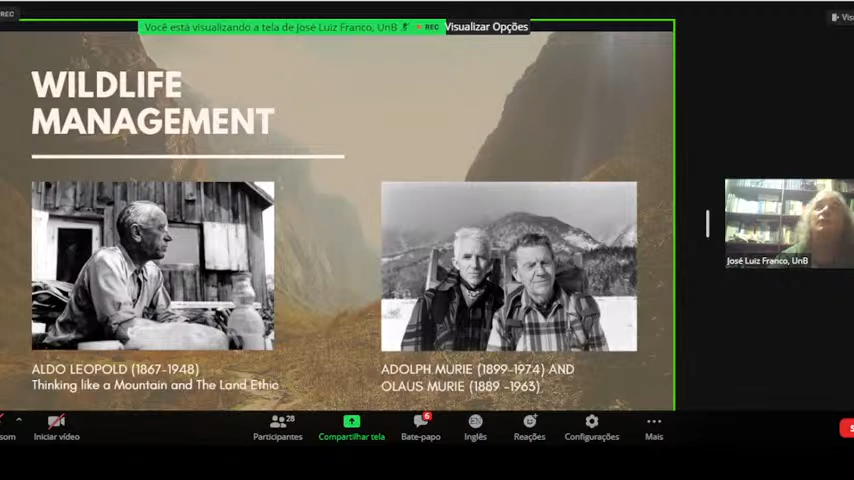 REC
Você está visualizando a tela de José Luiz Franco, UnB
REC
Visualizar Opções
WILDLIFE
MANAGEMENT
ALDO LEOPOLD (1867-1948)
Thinking like a Mountain and The Land Ethic
ADOLPH MURIE (1899-1974) AND
OLAUS MURIE (1889 -1963)
José Luiz Franco, UnB
Iniciar vídeo
28
Participantes
Compartilhar tela
6
Bate-papo
Inglês
Reações
Configurações
Mais